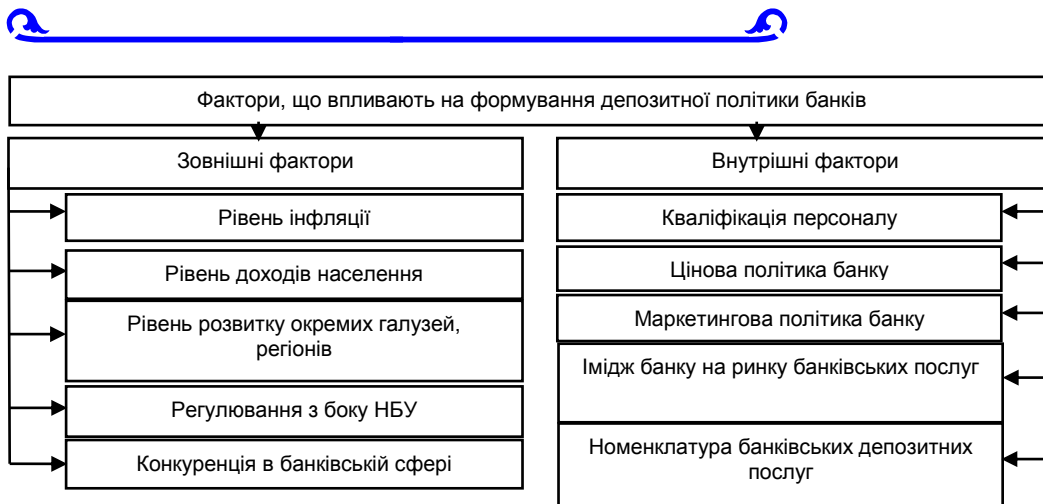 Фактори, що впливають на формування депозитної політики банків
Зовнішні фактори
Рівень інфляції
Рівень доходів населення
Рівень розвитку окремих галузей,
регіонів
Регулювання з боку НБУ
Конкуренція в банківській сфері
Внутрішні фактори
Кваліфікація персоналу
Цінова політика банку
Маркетингова політика банку
Імідж банку на ринку банківських послуг
Номенклатура банківських депозитних
послуг